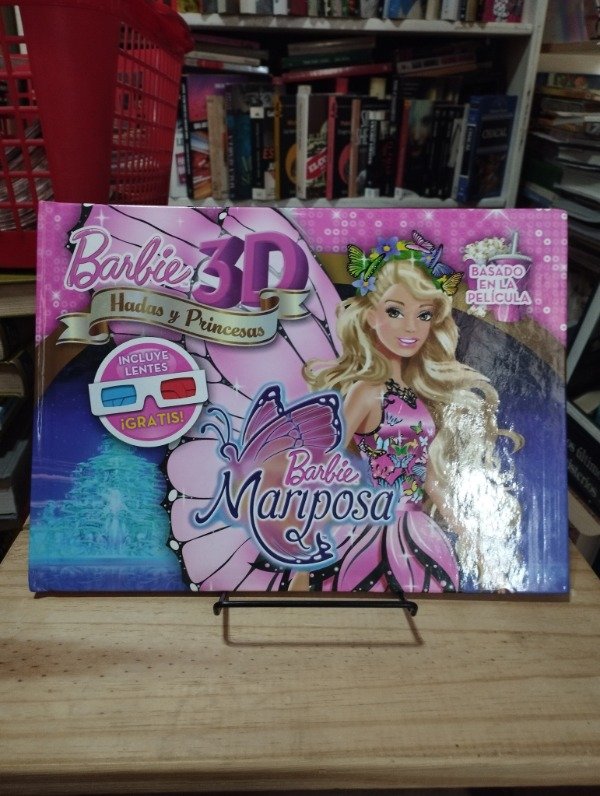 Barbie 3D
Hadas y Princesas
INCLUYE
LENTES
¡GRATIS!
BASADO
EN LA
PELÍCULA
Barbie
Mariposa